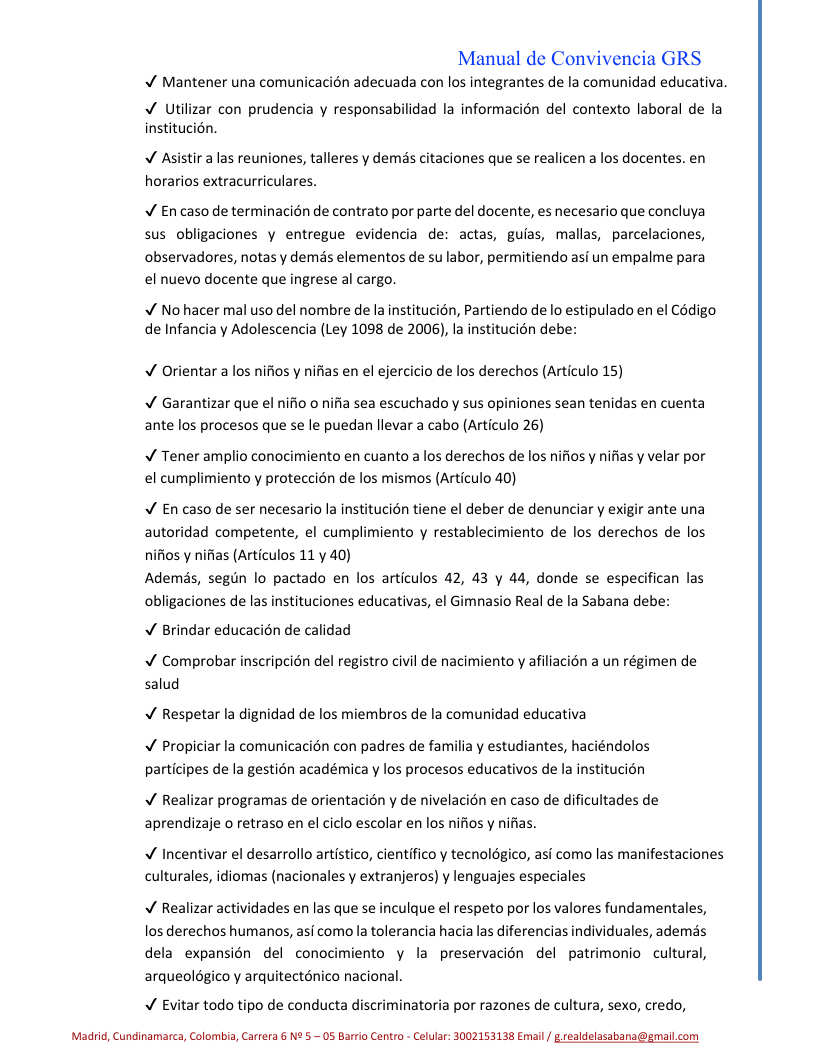 Manual de Convivencia GRS
✔ Mantener una comunicación adecuada con los integrantes de la comunidad educativa.
✔ Utilizar con prudencia y responsabilidad la información del contexto laboral de la
institución.
✔ Asistir a las reuniones, talleres y demás citaciones que se realicen a los docentes. en
horarios extracurriculares.
✔ En caso de terminación de contrato por parte del docente, es necesario que concluya
sus obligaciones y entregue evidencia de: actas, guías, mallas, parcelaciones,
observadores, notas y demás elementos de su labor, permitiendo así un empalme para
el nuevo docente que ingrese al cargo.
✔ No hacer mal uso del nombre de la institución, Partiendo de lo estipulado en el Código
de Infancia y Adolescencia (Ley 1098 de 2006), la institución debe:
✔ Orientar a los niños y niñas en el ejercicio de los derechos (Artículo 15)
✔ Garantizar que el niño o niña sea escuchado y sus opiniones sean tenidas en cuenta
ante los procesos que se le puedan llevar a cabo (Artículo 26)
✔ Tener amplio conocimiento en cuanto a los derechos de los niños y niñas y velar por
el cumplimiento y protección de los mismos (Artículo 40)
✔ En caso de ser necesario la institución tiene el deber de denunciar y exigir ante una
autoridad competente, el cumplimiento y restablecimiento de los derechos de los
niños y niñas (Artículos 11 y 40)
Además, según lo pactado en los artículos 42, 43 y 44, donde se especifican las
obligaciones de las instituciones educativas, el Gimnasio Real de la Sabana debe:
✔ Brindar educación de calidad
✔ Comprobar inscripción del registro civil de nacimiento y afiliación a un régimen de
salud
✔ Respetar la dignidad de los miembros de la comunidad educativa
✔ Propiciar la comunicación con padres de familia y estudiantes, haciéndolos
partícipes de la gestión académica y los procesos educativos de la institución
✔ Realizar programas de orientación y de nivelación en caso de dificultades de
aprendizaje o retraso en el ciclo escolar en los niños y niñas.
✔ Incentivar el desarrollo artístico, científico y tecnológico, así como las manifestaciones
culturales, idiomas (nacionales y extranjeros) y lenguajes especiales
✔ Realizar actividades en las que se inculque el respeto por los valores fundamentales,
los derechos humanos, así como la tolerancia hacia las diferencias individuales, además
dela expansión del conocimiento y la preservación del patrimonio cultural,
arqueológico y arquitectónico nacional.
✔ Evitar todo tipo de conducta discriminatoria por razones de cultura, sexo, credo,
Madrid, Cundinamarca, Colombia, Carrera 6 Nº 5 – 05 Barrio Centro - Celular: 3002153138 Email / g.realdelasabana@gmail.com